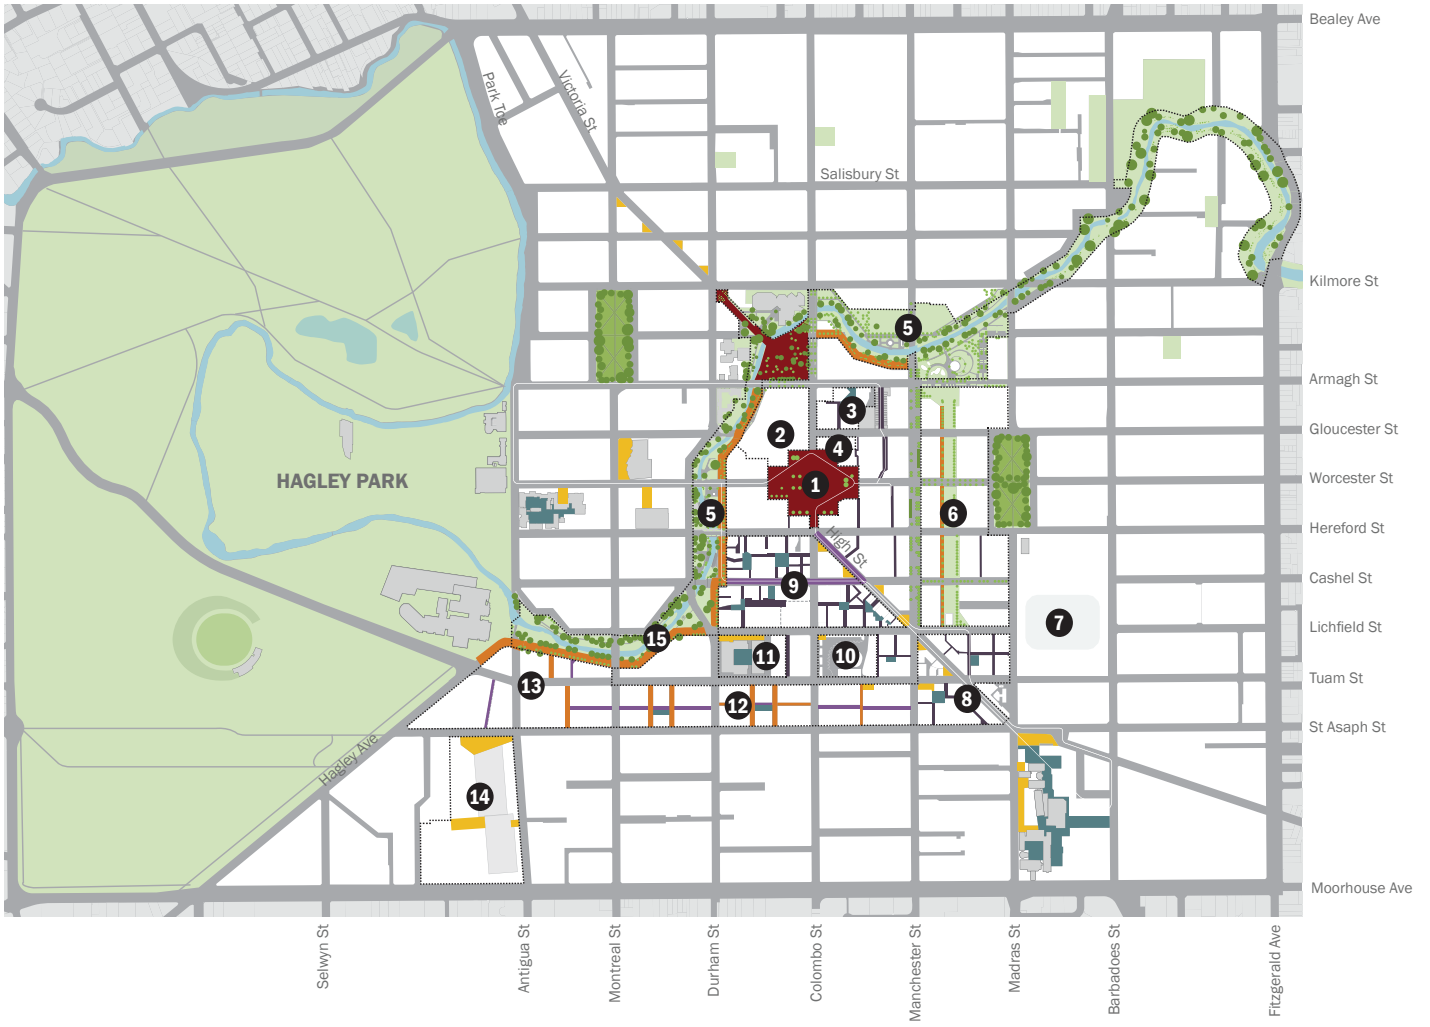 Bealey Ave
Park Tce
Victoria St
Salisbury St
Kilmore St
5
Armagh St
3
Gloucester St
2
4
HAGLEY PARK
Worcester St
1
5
6
Hereford St
High St
Cashel St
9
7
Lichfield St
15
11
10
Tuam St
13
12
8
St Asaph St
Hagley Ave
14
Moorhouse Ave
Selwyn St
Antigua St
Montreal St
Durham St
Colombo St
Manchester St
Madras St
Barbadoes St
Fitzgerald Ave